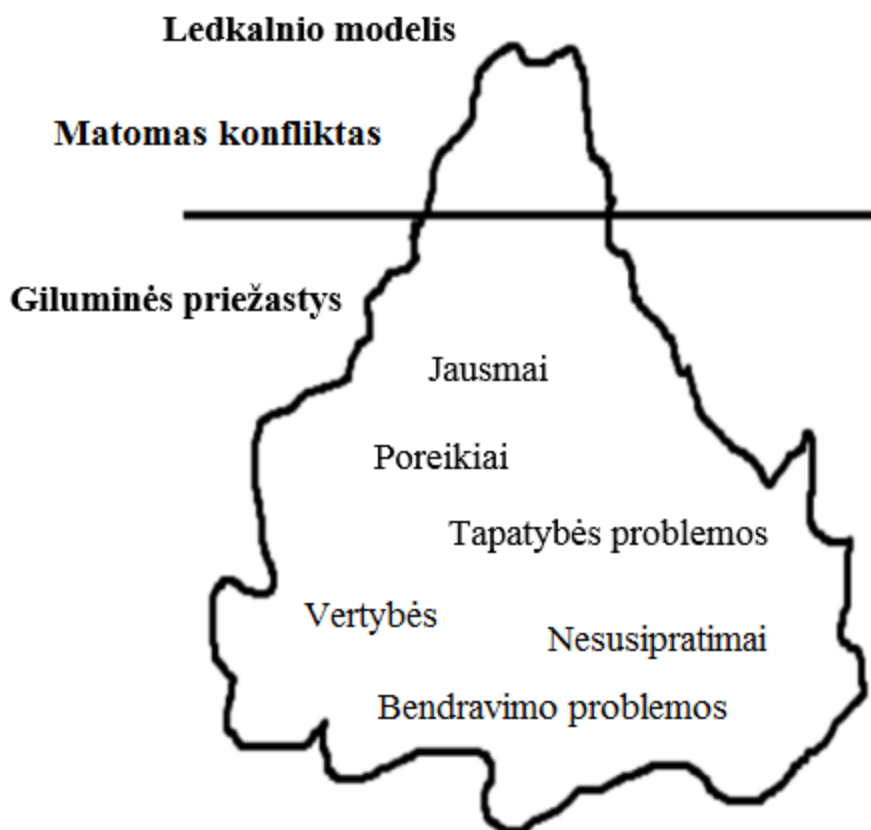 Ledkalnio modelis
Matomas konfliktas
Giluminės priežastys
Jausmai
Poreikiai
Tapatybės problemos
Vertybės
Nesusipratimai
Bendravimo problemos